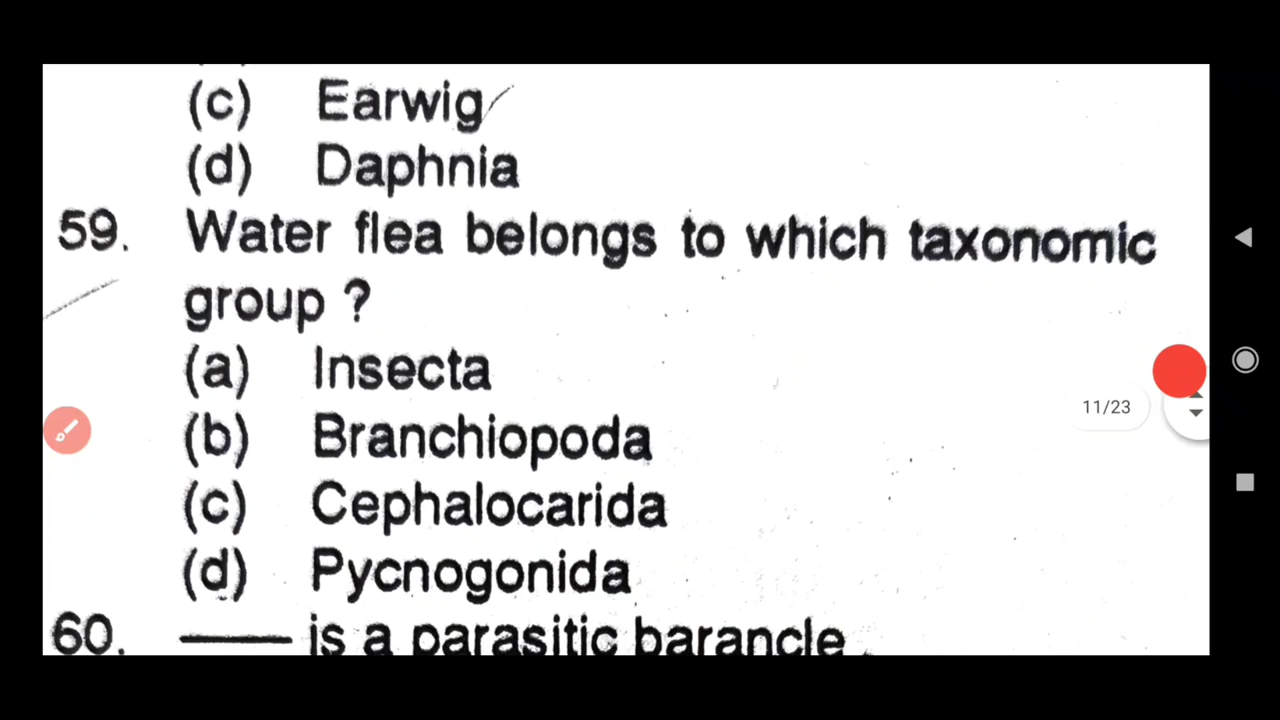 (c) Earwig
(d) Daphnia
59. Water flea belongs to which taxonomic
group ?
(a) Insecta
(b) Branchiopoda
(c) Cephalocarida
(d) Pycnogonida
11/23
60. _____ is a parasitic barancle